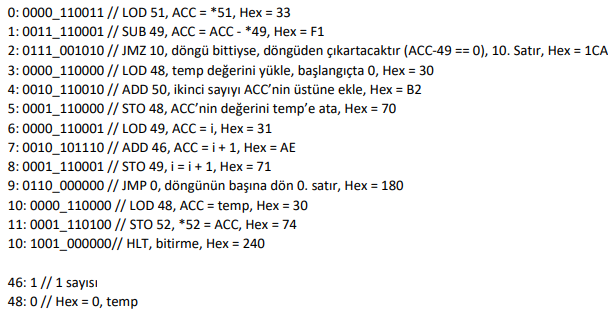 0: 0000_110011 // LOD 51, ACC = *51, Hex = 33
1: 0011_110001 // SUB 49, ACC = ACC - *49, Hex = F1
2: 0111_001010 // JMZ 10, döngü bittiyse, döngüden çıkartacaktır (ACC-49 == 0), 10. Satır, Hex = 1CA
3: 0000_110000 // LOD 48, temp değerini yükle, başlangıçta 0, Hex = 30
4: 0010_110010 // ADD 50, ikinci sayıyı ACC’nin üstüne ekle, Hex = B2
5: 0001_110000 // STO 48, ACC’nin değerini temp’e ata, Hex = 70
6: 0000_110001 // LOD 49, ACC = i, Hex = 31
7: 0010_101110 // ADD 46, ACC = i + 1, Hex = AE
8: 0001_110001 // STO 49, i = i + 1, Hex = 71
9: 0110_000000 // JMP 0, döngünün başına dön 0. satır, Hex = 180
10: 0000_110000 // LOD 48, ACC = temp, Hex = 30
11: 0001_110100 // STO 52, *52 = ACC, Hex = 74
10: 1001_000000// HLT, bitirme, Hex = 240
46: 1 // 1 sayısı
48: 0 // Hex = 0, temp